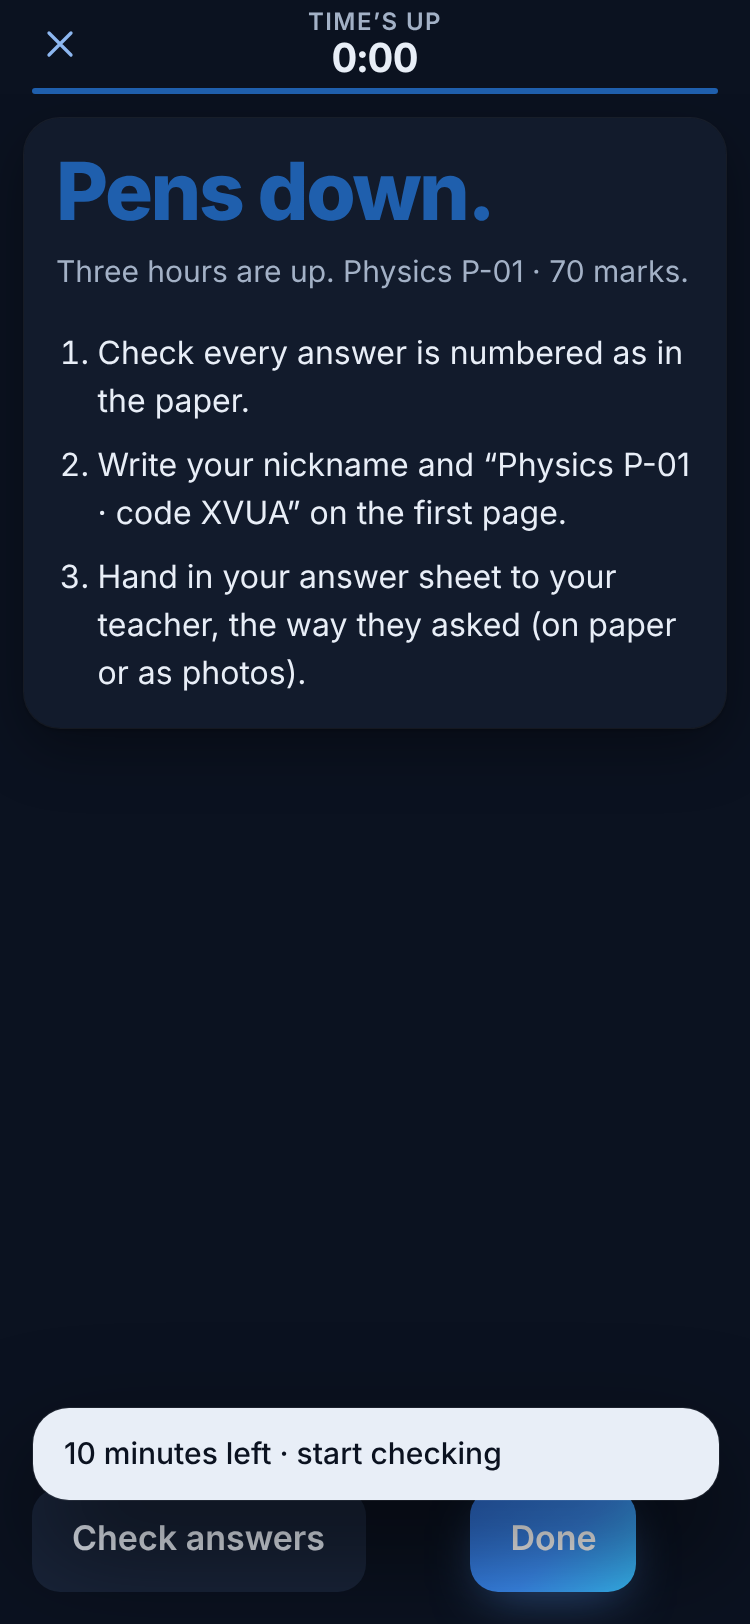 TIME’S UP
0:00
Pens down.
Three hours are up. Physics P-01 · 70 marks.
1. Check every answer is numbered as in
the paper.
2. Write your nickname and “Physics P-01
· code XVUA” on the first page.
3. Hand in your answer sheet to your
teacher, the way they asked (on paper
or as photos).
10 minutes left · start checking
Check answers
Done